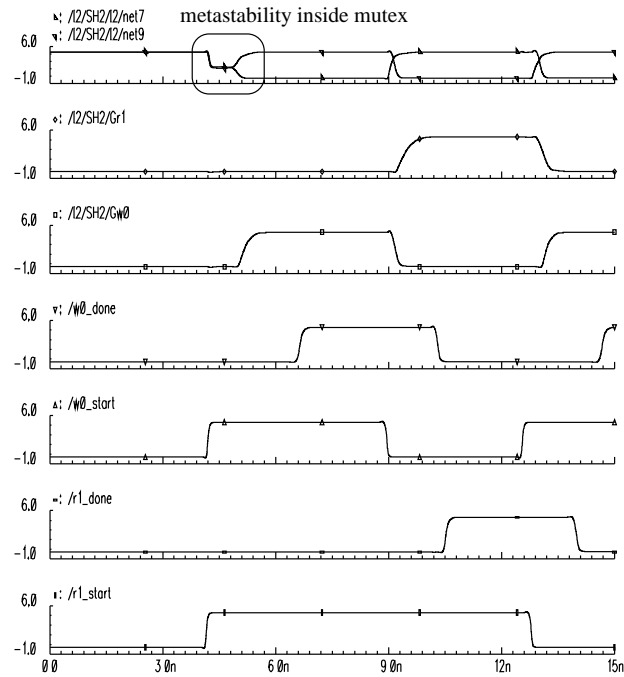 metastability inside mutex
: /I2/SH2/I2/net7
: /I2/SH2/I2/net9
6.0
-1.0
: /I2/SH2/Gr1
6.0
-1.0
: /I2/SH2/Gw0
6.0
-1.0
: /w0_done
6.0
-1.0
: /w0_start
6.0
-1.0
: /r1_done
6.0
-1.0
: /r1_start
6.0
-1.0
0.0 3.0n 6.0n 9.0n 12n 15n